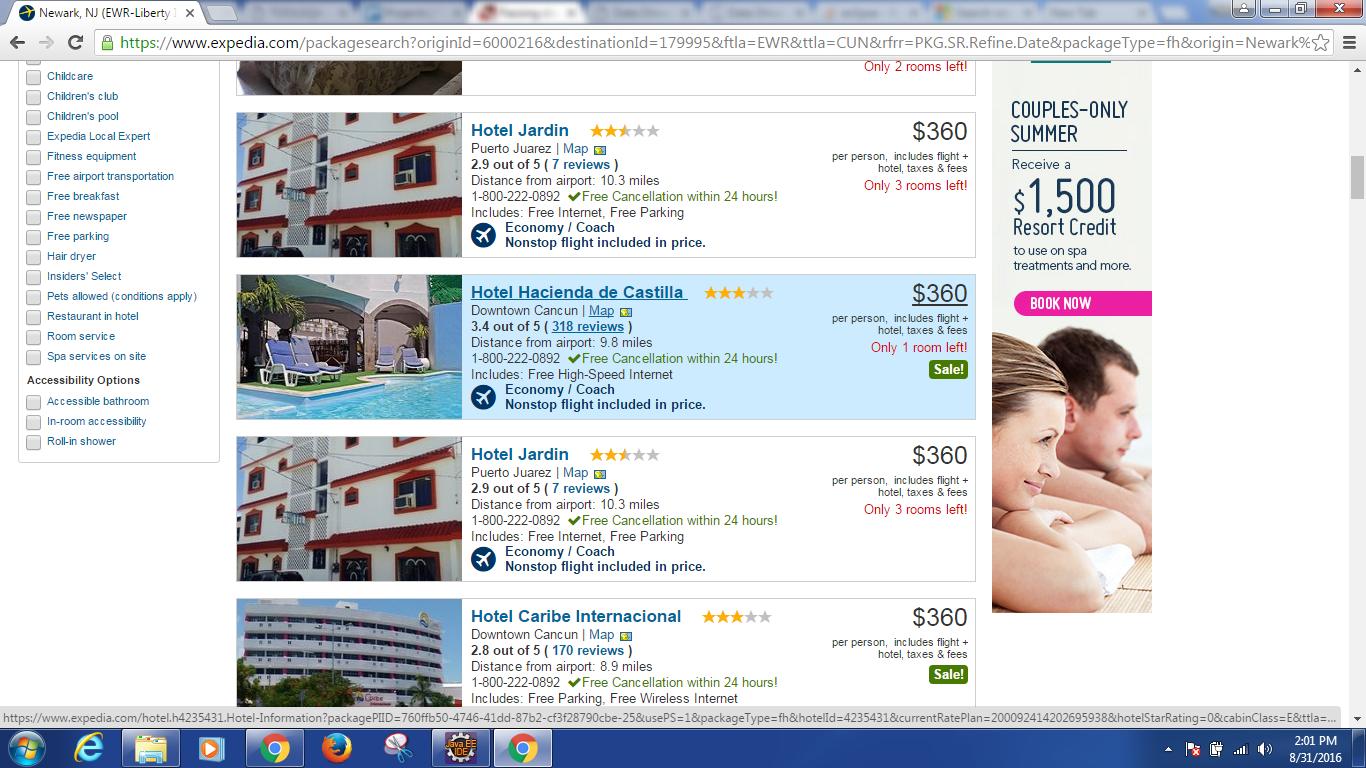 Newark, NJ (EWR-Liberty
https://www.expedia.com/packagesearch?originId=6000216&destinationId=179995&ftla=EWR&ttla=CUN&rfrr=PKG.SR.Refine.Date&packageType=fh&origin=Newark%
Childcare
Children's club
Children's pool
Expedia Local Expert
Fitness equipment
Free airport transportation
Free breakfast
Free newspaper
Free parking
Hair dryer
Insiders' Select
Pets allowed (conditions apply)
Restaurant in hotel
Room service
Spa services on site
Accessibility Options
Accessible bathroom
In-room accessibility
Roll-in shower
Only 2 rooms left!
Hotel Jardin
Puerto Juarez | Map
2.9 out of 5 ( 7 reviews )
Distance from airport: 10.3 miles
1-800-222-0892 Free Cancellation within 24 hours!
Includes: Free Internet, Free Parking
Economy / Coach
Nonstop flight included in price.
$360
per person, includes flight +
hotel, taxes & fees
Only 3 rooms left!
Hotel Hacienda de Castilla
Downtown Cancun | Map
3.4 out of 5 ( 318 reviews )
Distance from airport: 9.8 miles
1-800-222-0892 Free Cancellation within 24 hours!
Includes: Free High-Speed Internet
Economy / Coach
Nonstop flight included in price.
$360
per person, includes flight +
hotel, taxes & fees
Only 1 room left!
Sale!
Hotel Jardin
Puerto Juarez | Map
2.9 out of 5 ( 7 reviews )
Distance from airport: 10.3 miles
1-800-222-0892 Free Cancellation within 24 hours!
Includes: Free Internet, Free Parking
Economy / Coach
Nonstop flight included in price.
$360
per person, includes flight +
hotel, taxes & fees
Only 3 rooms left!
Hotel Caribe Internacional
Downtown Cancun | Map
2.8 out of 5 ( 170 reviews )
Distance from airport: 8.9 miles
1-800-222-0892 Free Cancellation within 24 hours!
Includes: Free Parking, Free Wireless Internet
$360
per person, includes flight +
hotel, taxes & fees
Sale!
COUPLES-ONLY
SUMMER
Receive a
$1,500
Resort Credit
to use on spa
treatments and more.
BOOK NOW
https://www.expedia.com/hotel.h4235431.Hotel-Information?packagePIID=760ffb50-4746-41dd-87b2-cf3f28790cbe-25&usePS=1&packageType=fh&hotelId=4235431&currentRatePlan=200092414202695938&hotelStarRating=0&cabinClass=E&ttla=...
Java EE
IDE
2:01 PM
8/31/2016